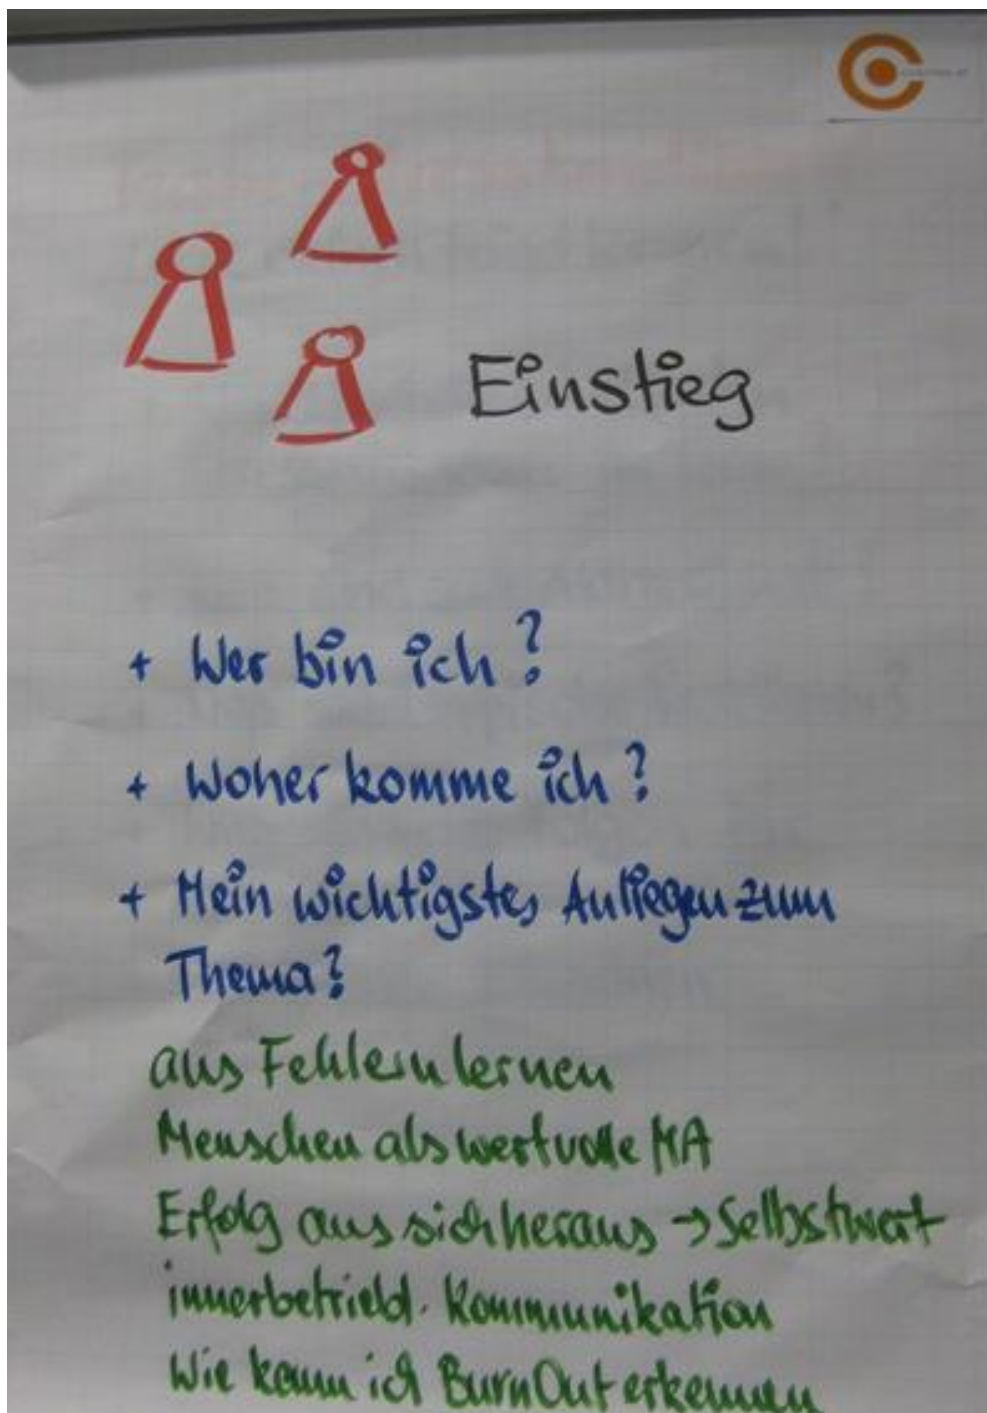 Einstieg
+ Wer bin ich?
+ Woher komme ich?
+ Mein wichtigstes Anliegen zum
Thema?
aus Fehlern lernen
Menschen als wertvolle MA
Erfolg aus sich heraus → Selbstwert
innerbetriebl. Kommunikation
Wie kann ich BurnOut erkennen